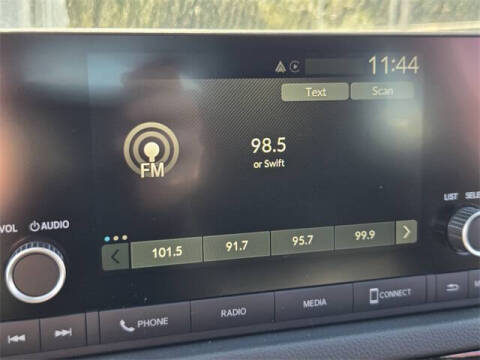 11:44
Text Scan
98.5
or Swift
FM
VOL AUDIO
LIST SELE
101.5 91.7 95.7 99.9
PHONE RADIO MEDIA CONNECT